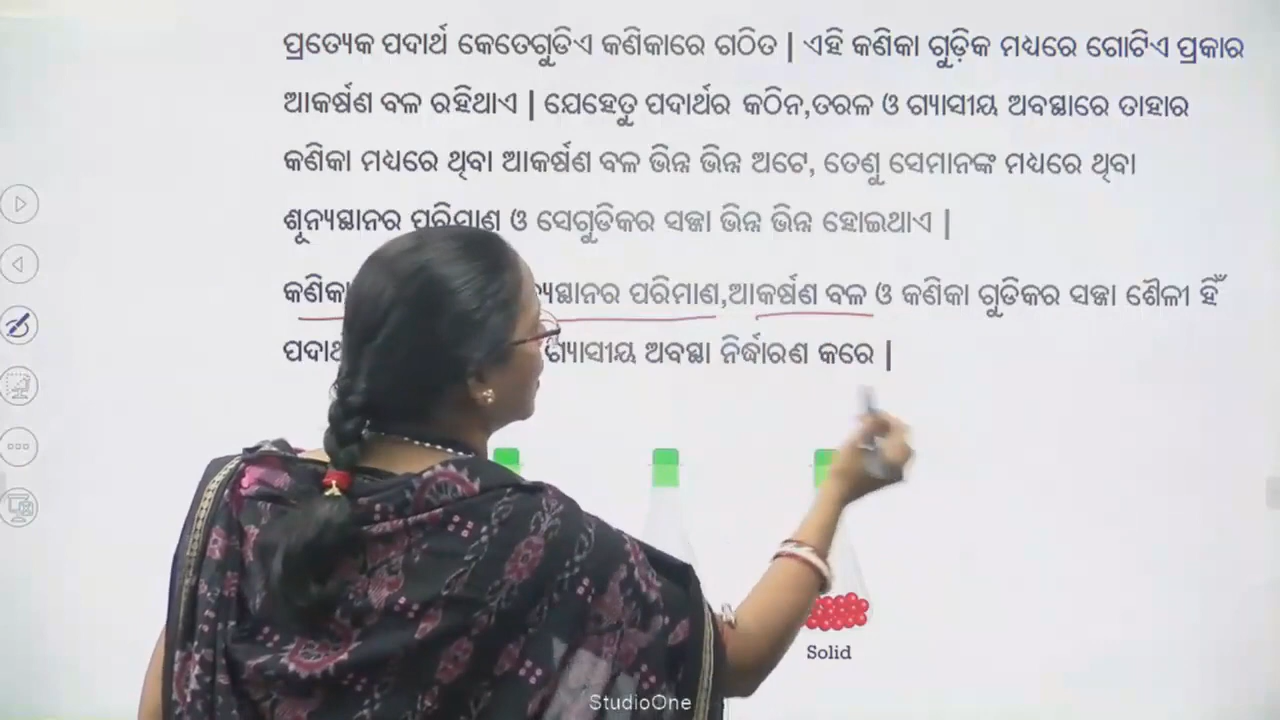 ପ୍ରତ୍ୟେକ ପଦାର୍ଥ କେତେଗୁଡିଏ କଣିକାରେ ଗଠିତ | ଏହି କଣିକା ଗୁଡ଼ିକ ମଧ୍ୟରେ ଗୋଟିଏ ପ୍ରକାର
ଆକର୍ଷଣ ବଳ ରହିଥାଏ | ଯେହେତୁ ପଦାର୍ଥର କଠିନ,ତରଳ ଓ ଗ୍ୟାସୀୟ ଅବସ୍ଥାରେ ତାହାର
କଣିକା ମଧ୍ୟରେ ଥିବା ଆକର୍ଷଣ ବଳ ଭିନ୍ନ ଭିନ୍ନ ଅଟେ, ତେଣୁ ସେମାନଙ୍କ ମଧ୍ୟରେ ଥିବା
ଶୂନ୍ୟସ୍ଥାନର ପରିମାଣ ଓ ସେଗୁଡିକର ସଜ୍ଜା ଭିନ୍ନ ଭିନ୍ନ ହୋଇଥାଏ |
ପରିମାଣ,ଆକର୍ଷଣ ବଳ ଓ କଣିକା ଗୁଡିକର ସଜ୍ଜା ଶୈଳୀ ହିଁ
ଗ୍ୟାସୀୟ ଅବସ୍ଥା ନିର୍ଦ୍ଧାରଣ କରେ |
Solid
StudioOne